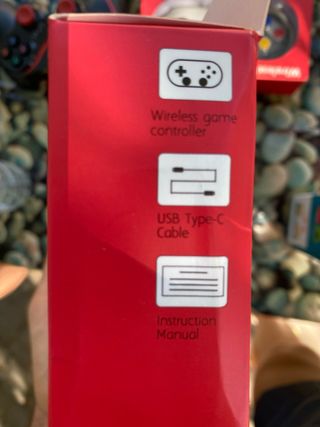 Wireless game
controller
USB Type-C
Cable
Instruction
Manual